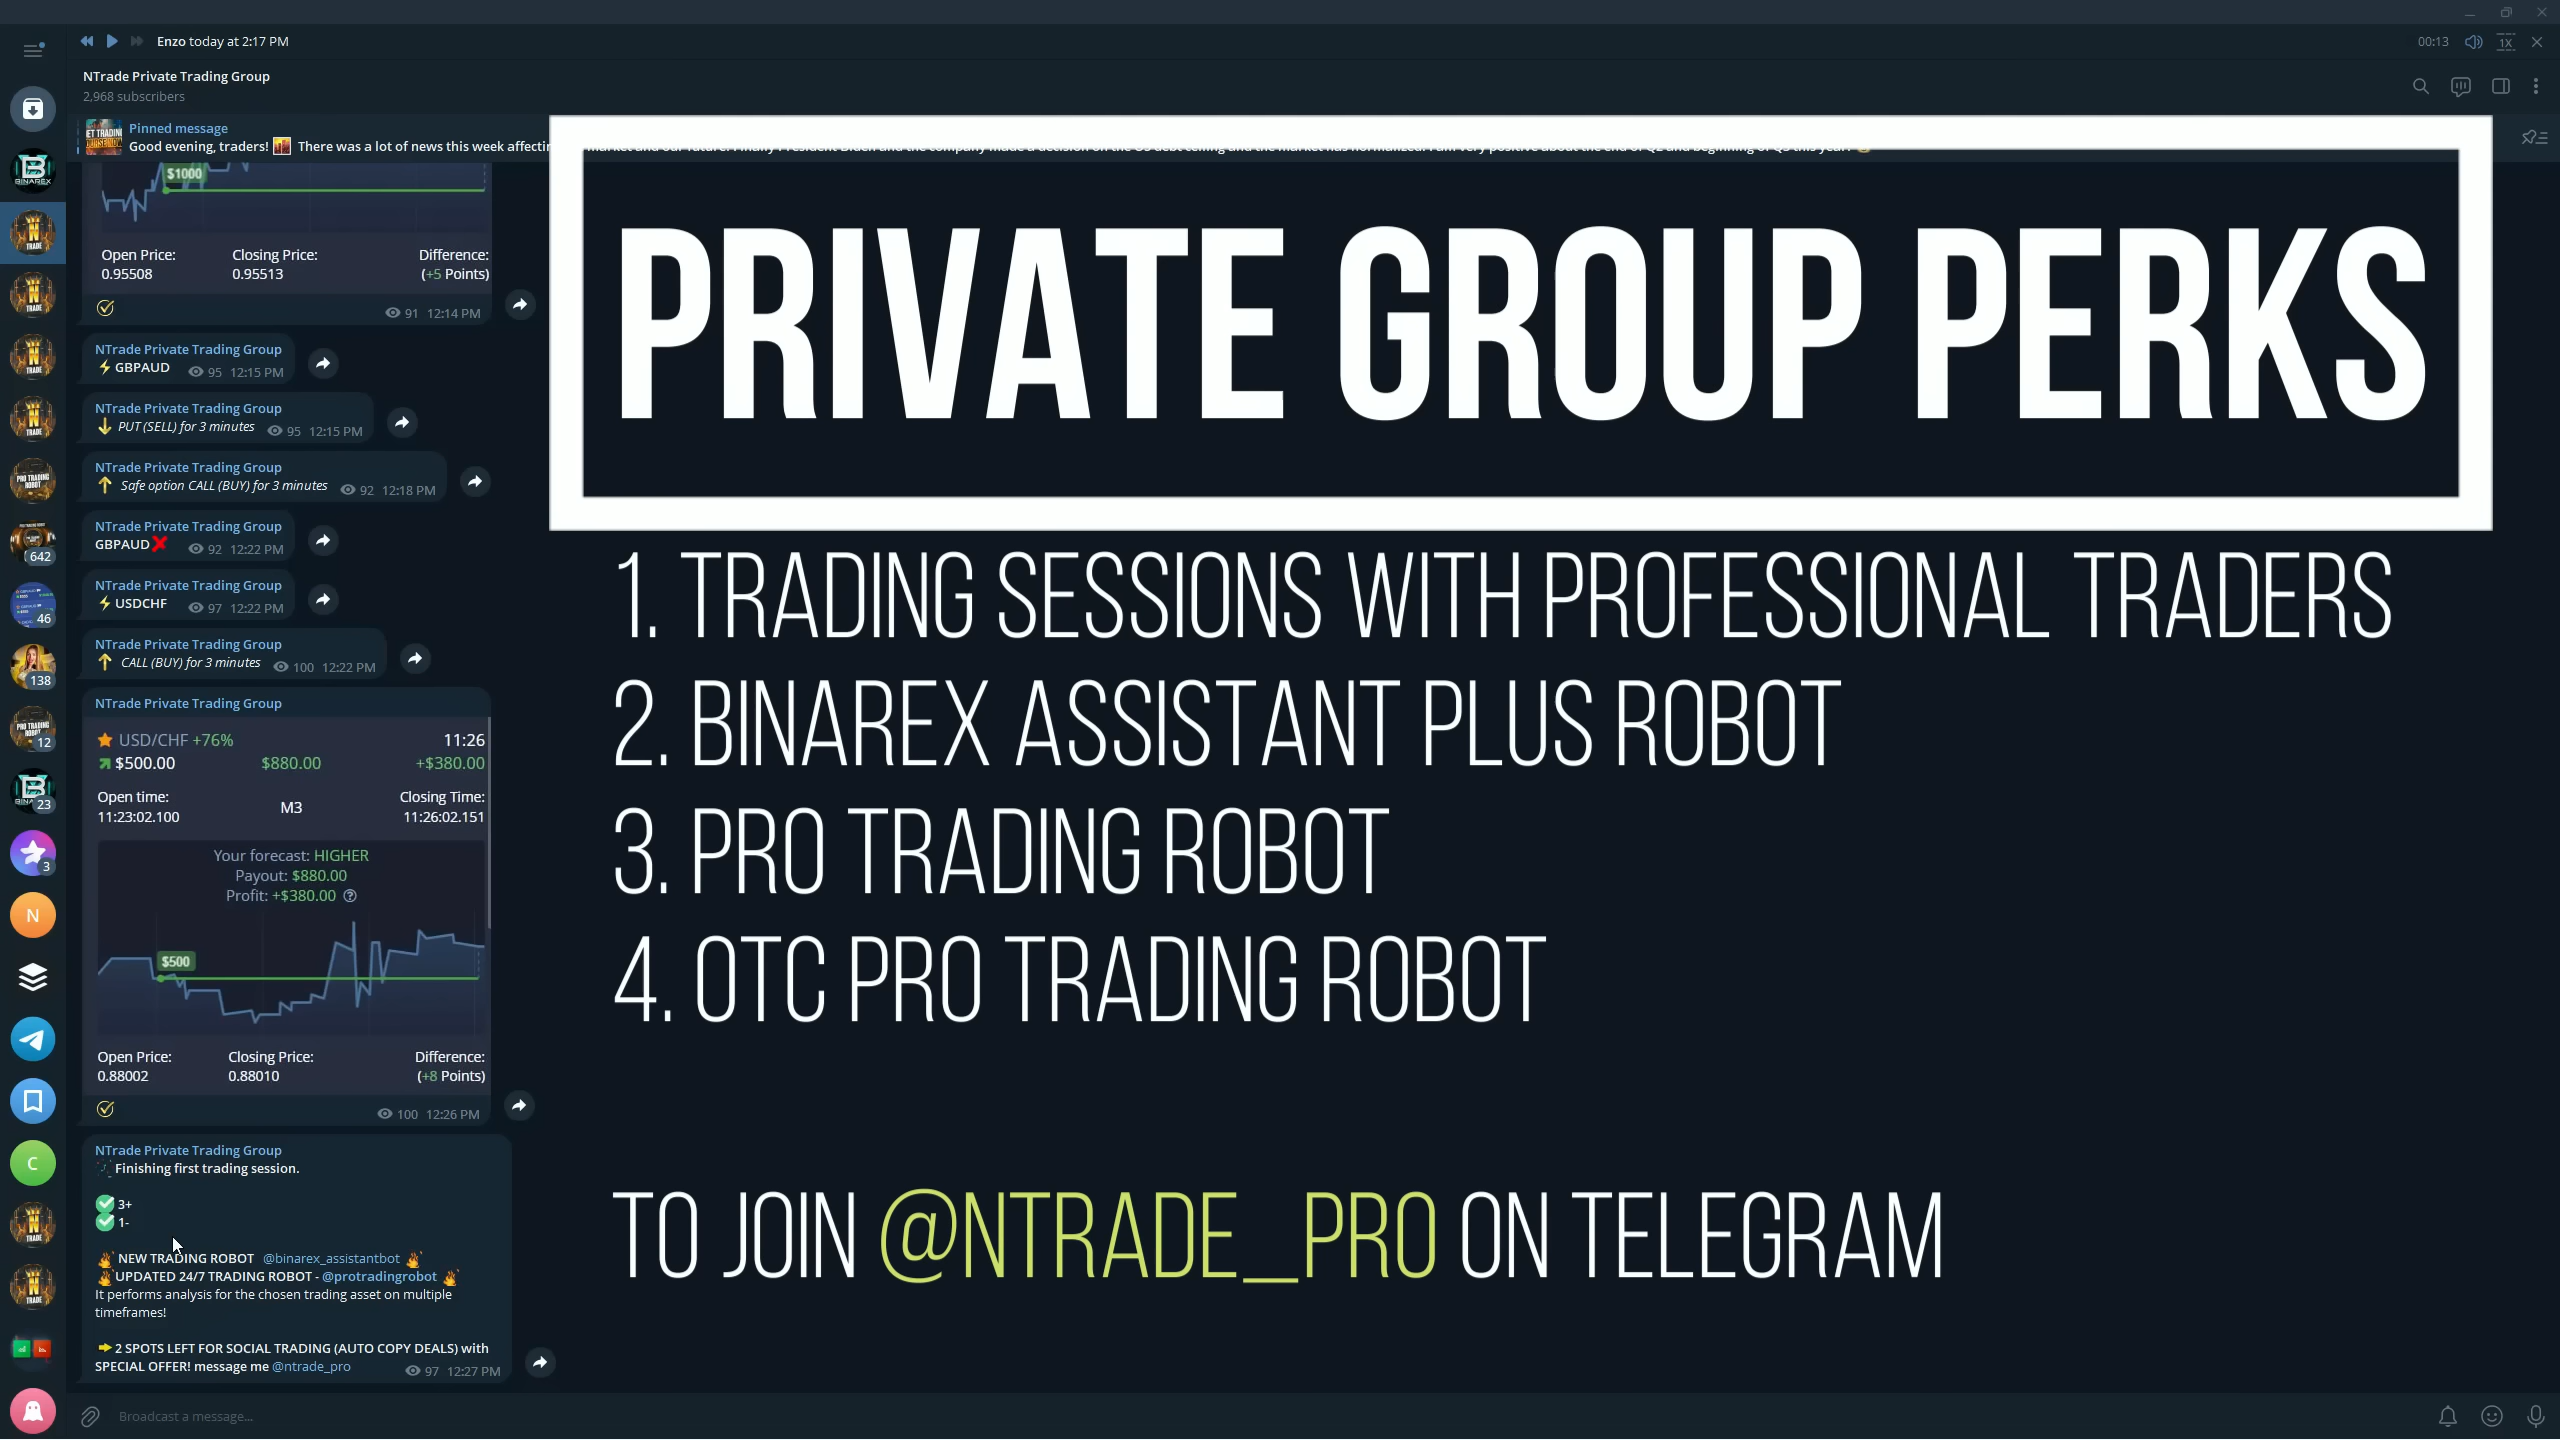 Enzo today at 2:17 PM
00:13
1X
NTrade Private Trading Group
2,968 subscribers
Pinned message
Good evening, traders! There was a lot of news this week affectin
$1000
Open Price: Closing Price: Difference:
0.95508 0.95513 (+5 Points)
91 12:14 PM
NTrade Private Trading Group
GBPAUD 95 12:15 PM
NTrade Private Trading Group
PUT (SELL) for 3 minutes 95 12:15 PM
NTrade Private Trading Group
Safe option CALL (BUY) for 3 minutes 92 12:18 PM
NTrade Private Trading Group
GBPAUD 92 12:22 PM
NTrade Private Trading Group
USDCHF 97 12:22 PM
NTrade Private Trading Group
CALL (BUY) for 3 minutes 100 12:22 PM
NTrade Private Trading Group
USD/CHF +76% 11:26
$500.00 $880.00 +$380.00
Open time: M3 Closing Time:
11:23:02.100 11:26:02.151
Your forecast: HIGHER
Payout: $880.00
Profit: +$380.00
$500
Open Price: Closing Price: Difference:
0.88002 0.88010 (+8 Points)
100 12:26 PM
NTrade Private Trading Group
Finishing first trading session.
3+
1-
NEW TRADING ROBOT @binarex_assistantbot
UPDATED 24/7 TRADING ROBOT - @protradingrobot
It performs analysis for the chosen trading asset on multiple
timeframes!
2 SPOTS LEFT FOR SOCIAL TRADING (AUTO COPY DEALS) with
SPECIAL OFFER! message me @ntrade_pro 97 12:27 PM
Broadcast a message...
BINAREX
N TRADE
N TRADE
N TRADE
N TRADE
PRO TRADING ROBOT
642
46
138
PRO TRADING
12
23
3
N
C
N TRADE
N TRADE
PRIVATE GROUP PERKS
1. TRADING SESSIONS WITH PROFESSIONAL TRADERS
2. BINAREX ASSISTANT PLUS ROBOT
3. PRO TRADING ROBOT
4. OTC PRO TRADING ROBOT
TO JOIN @NTRADE_PRO ON TELEGRAM